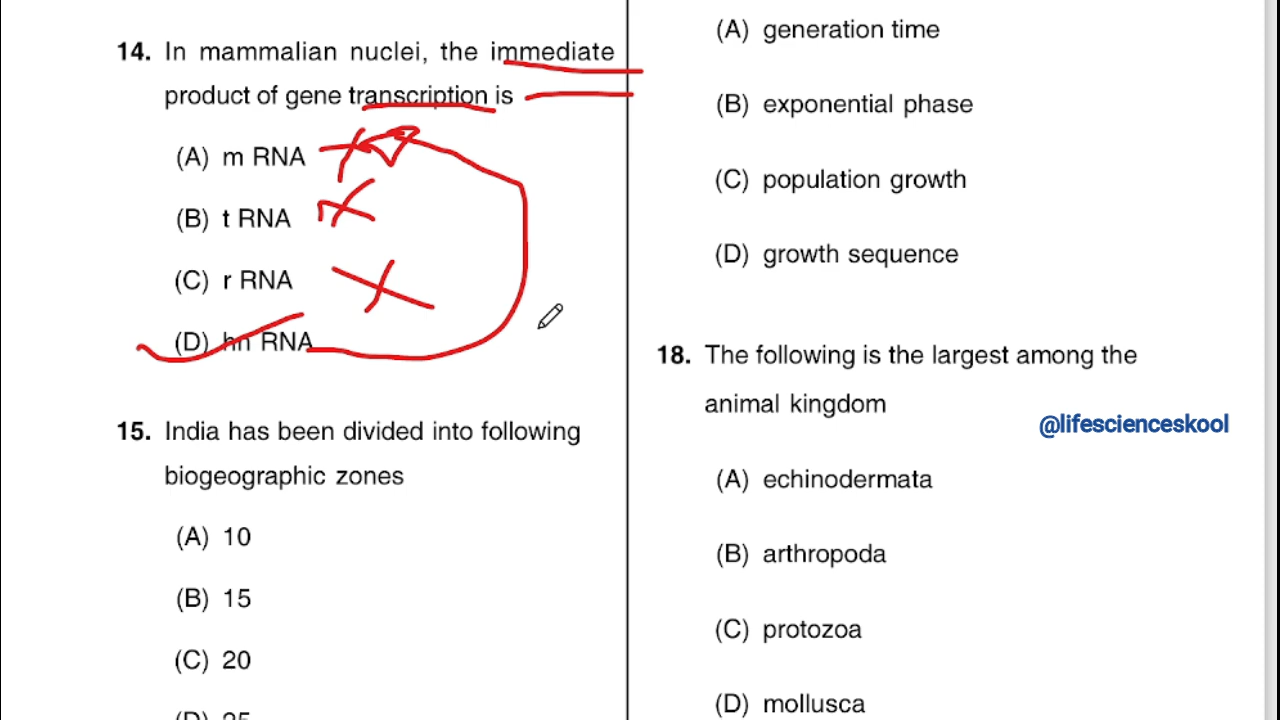 14. In mammalian nuclei, the immediate
product of gene transcription is
(A) m RNA
(B) t RNA
(C) r RNA
(D) hn RNA
15. India has been divided into following
biogeographic zones
(A) 10
(B) 15
(C) 20
(D) 25
(A) generation time
(B) exponential phase
(C) population growth
(D) growth sequence
18. The following is the largest among the
animal kingdom
@lifescienceskool
(A) echinodermata
(B) arthropoda
(C) protozoa
(D) mollusca